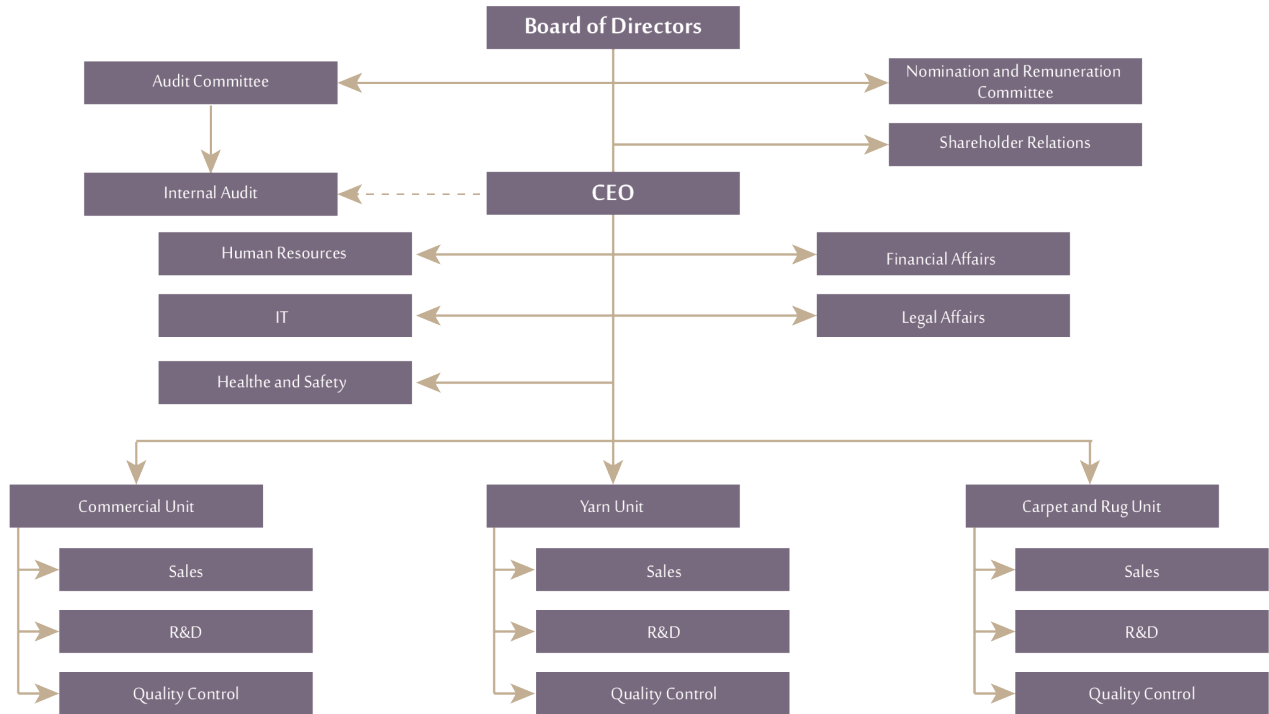 Board of Directors
Audit Committee
Nomination and Remuneration
Committee
Shareholder Relations
Internal Audit
CEO
Human Resources
Financial Affairs
IT
Legal Affairs
Healthe and Safety
Commercial Unit
Yarn Unit
Carpet and Rug Unit
Sales
Sales
Sales
R&D
R&D
R&D
Quality Control
Quality Control
Quality Control